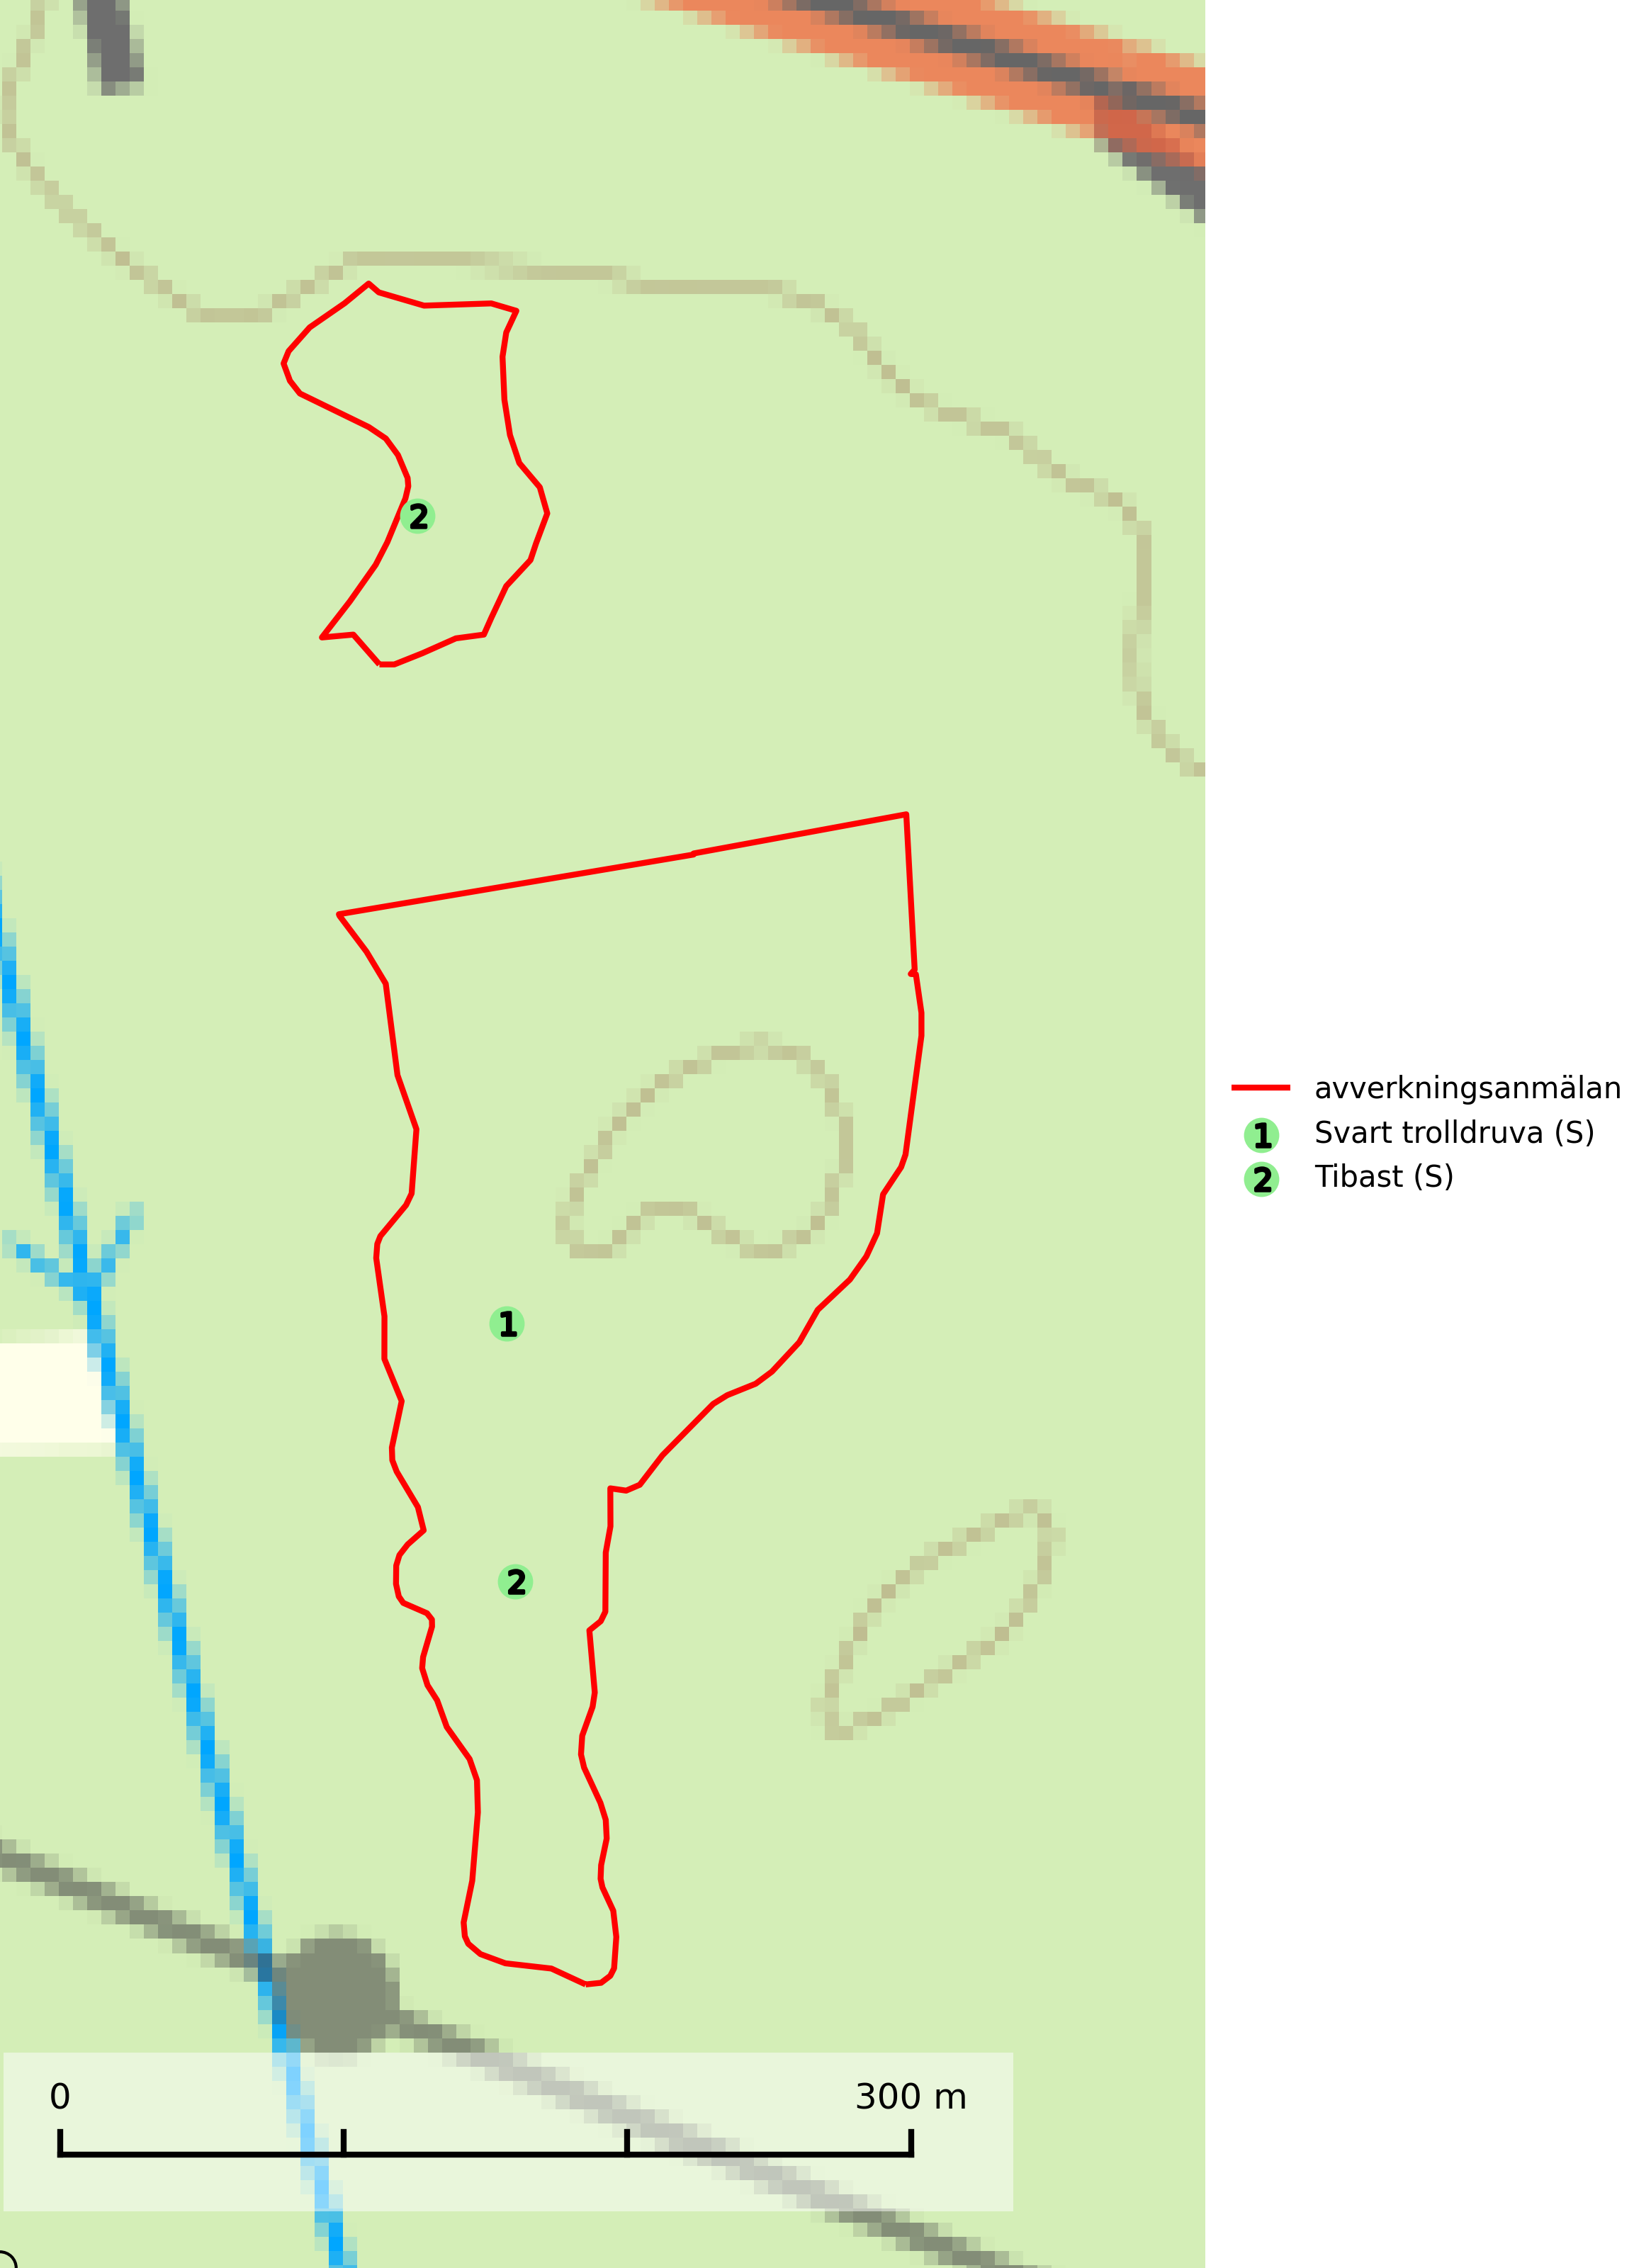 2
1
2
avverkningsanmälan
1 Svart trolldruva (S)
2 Tibast (S)
0 300 m